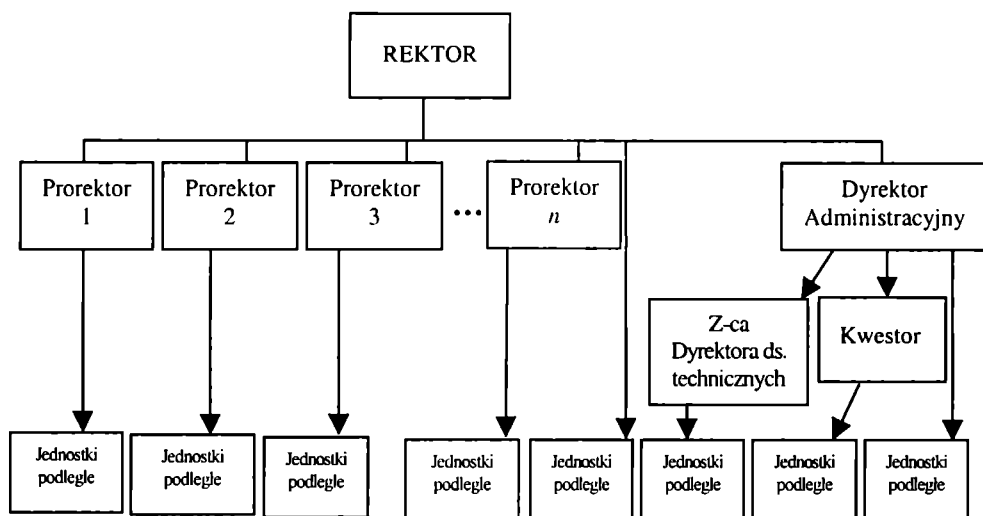 REKTOR
Prorektor
1
Prorektor
2
Prorektor
3
...
Prorektor
n
Dyrektor
Administracyjny
Z-ca
Dyrektora ds.
technicznych
Kwestor
Jednostki
podległe
Jednostki
podległe
Jednostki
podległe
Jednostki
podległe
Jednostki
podległe
Jednostki
podległe
Jednostki
podległe
Jednostki
podległe